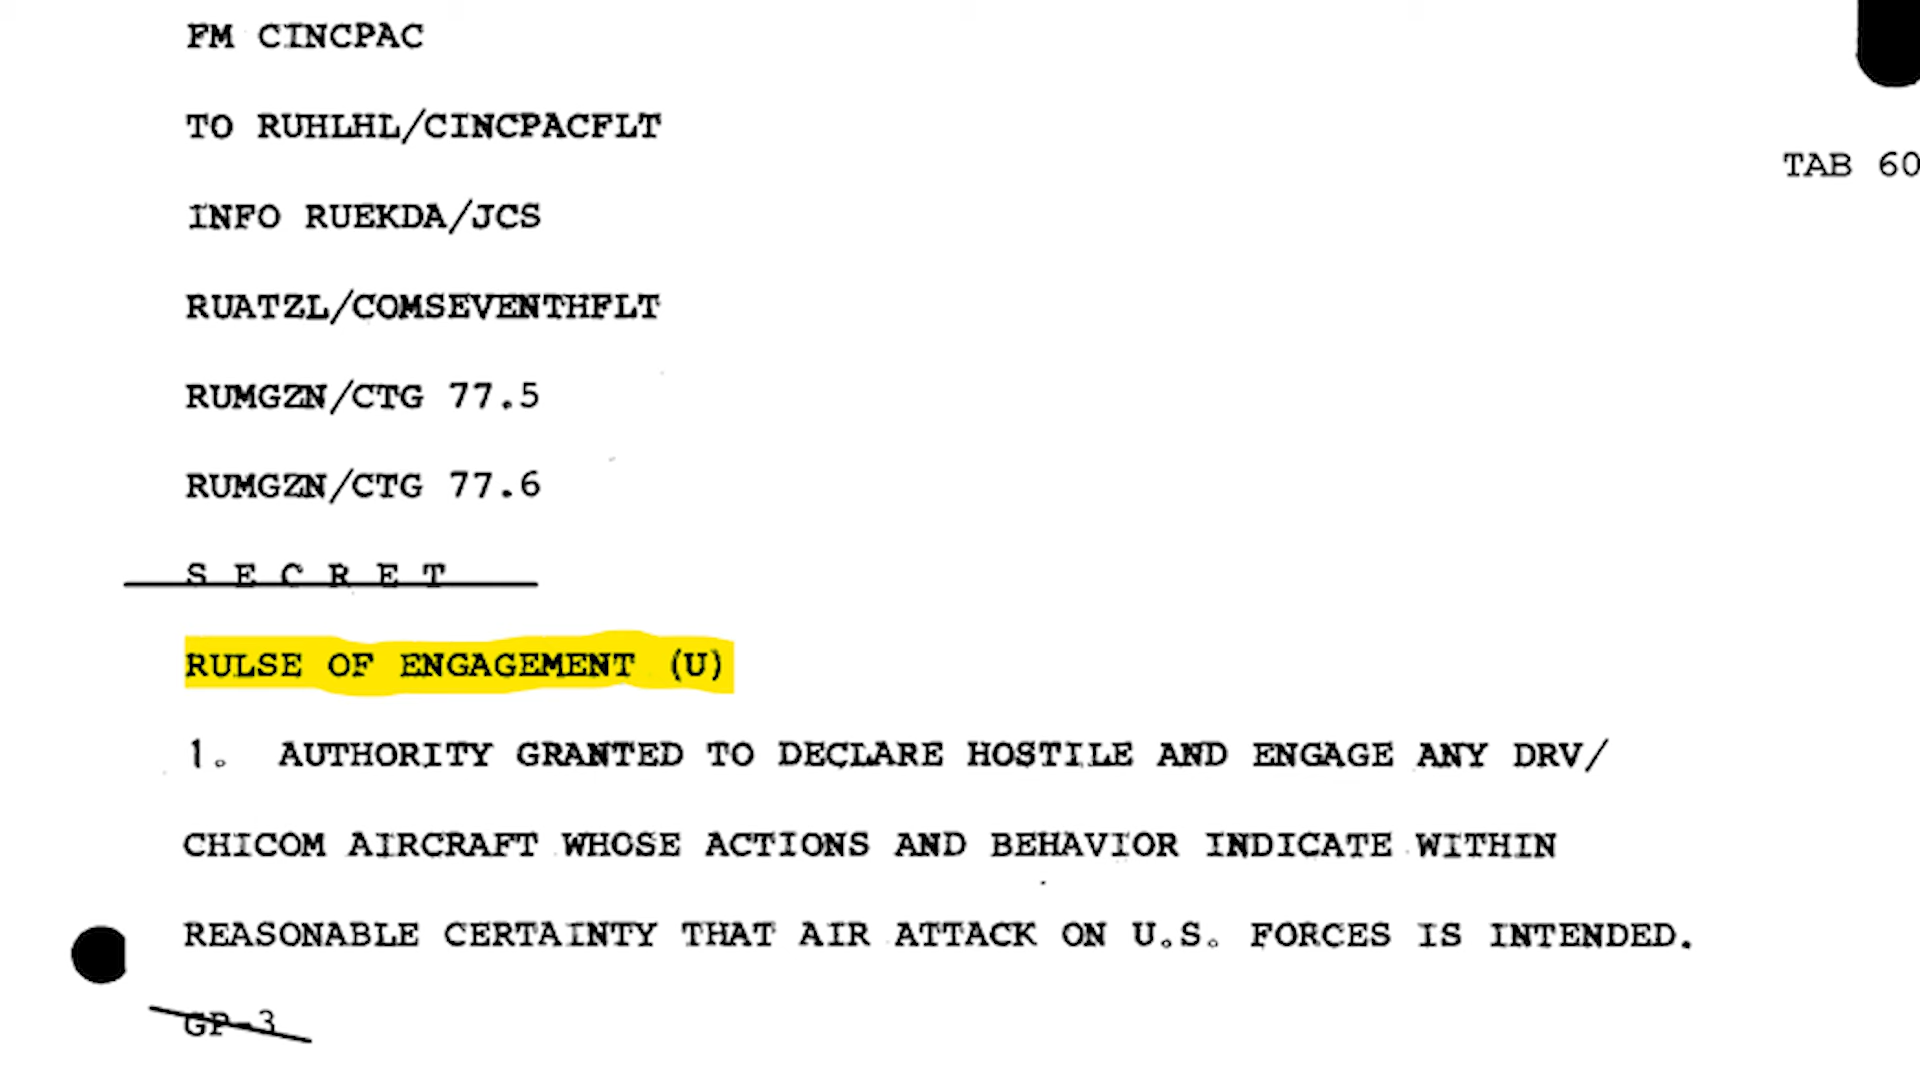 FM CINCPAC
TO RUHLHL/CINCPACFLT
TAB 60
INFO RUEKDA/JCS
RUATZL/COMSEVENTHFLT
RUMGZN/CTG 77.5
RUMGZN/CTG 77.6
S E C R E T
RULSE OF ENGAGEMENT (U)
1. AUTHORITY GRANTED TO DECLARE HOSTILE AND ENGAGE ANY DRV/
CHICOM AIRCRAFT WHOSE ACTIONS AND BEHAVIOR INDICATE WITHIN
REASONABLE CERTAINTY THAT AIR ATTACK ON U.S. FORCES IS INTENDED.
GP-3